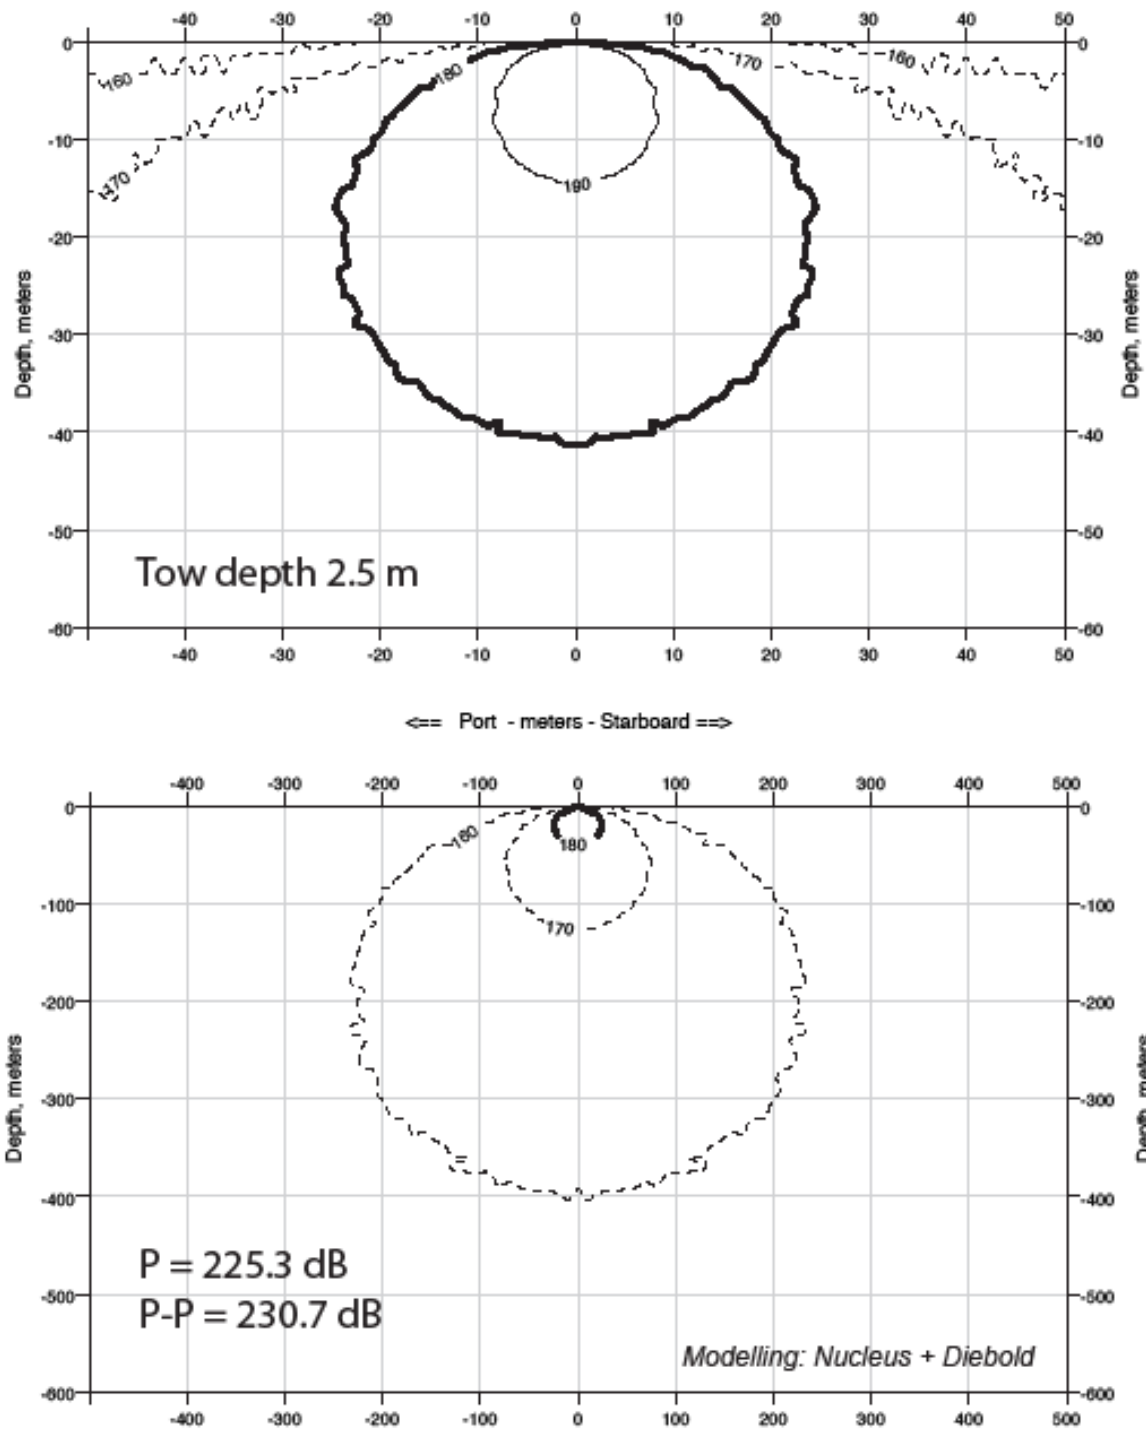 -40 -30 -20 -10 0 10 20 30 40 50
0 0
160 180 170 160
-10 -10
170 190
-20 -20
Depth, meters Depth, meters
-30 -30
-40 -40
-50 -50
Tow depth 2.5 m
-60 -60
-40 -30 -20 -10 0 10 20 30 40 50
<== Port - meters - Starboard ==>
-400 -300 -200 -100 0 100 200 300 400 500
0 0
160 180
-100 -100
170
-200 -200
Depth, meters Depth, meters
-300 -300
-400 -400
P = 225.3 dB
-500 -500
P-P = 230.7 dB
Modelling: Nucleus + Diebold
-600 -600
-400 -300 -200 -100 0 100 200 300 400 500